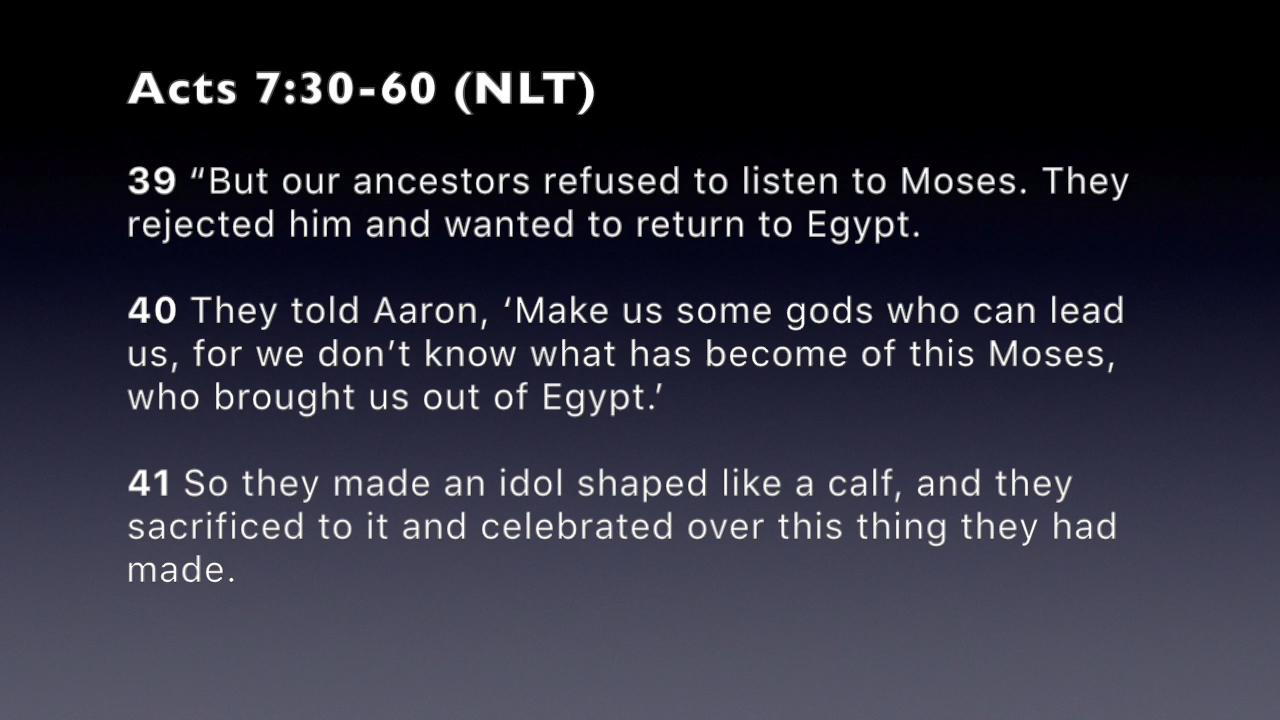 Acts 7:30-60 (NLT)
39 “But our ancestors refused to listen to Moses. They
rejected him and wanted to return to Egypt.
40 They told Aaron, ‘Make us some gods who can lead
us, for we don’t know what has become of this Moses,
who brought us out of Egypt.’
41 So they made an idol shaped like a calf, and they
sacrificed to it and celebrated over this thing they had
made.